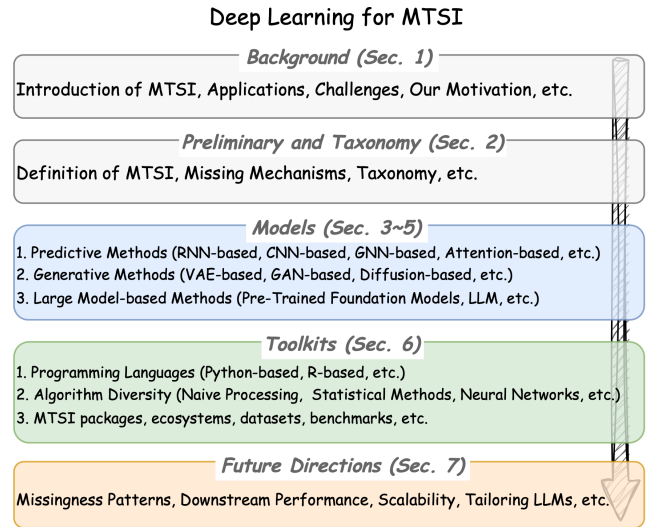 Deep Learning for MTSI
Background (Sec. 1)
Introduction of MTSI, Applications, Challenges, Our Motivation, etc.
Preliminary and Taxonomy (Sec. 2)
Definition of MTSI, Missing Mechanisms, Taxonomy, etc.
Models (Sec. 3~5)
1. Predictive Methods (RNN-based, CNN-based, GNN-based, Attention-based, etc.)
2. Generative Methods (VAE-based, GAN-based, Diffusion-based, etc.)
3. Large Model-based Methods (Pre-Trained Foundation Models, LLM, etc.)
Toolkits (Sec. 6)
1. Programming Languages (Python-based, R-based, etc.)
2. Algorithm Diversity (Naive Processing, Statistical Methods, Neural Networks, etc.)
3. MTSI packages, ecosystems, datasets, benchmarks, etc.
Future Directions (Sec. 7)
Missingness Patterns, Downstream Performance, Scalability, Tailoring LLMs, etc.